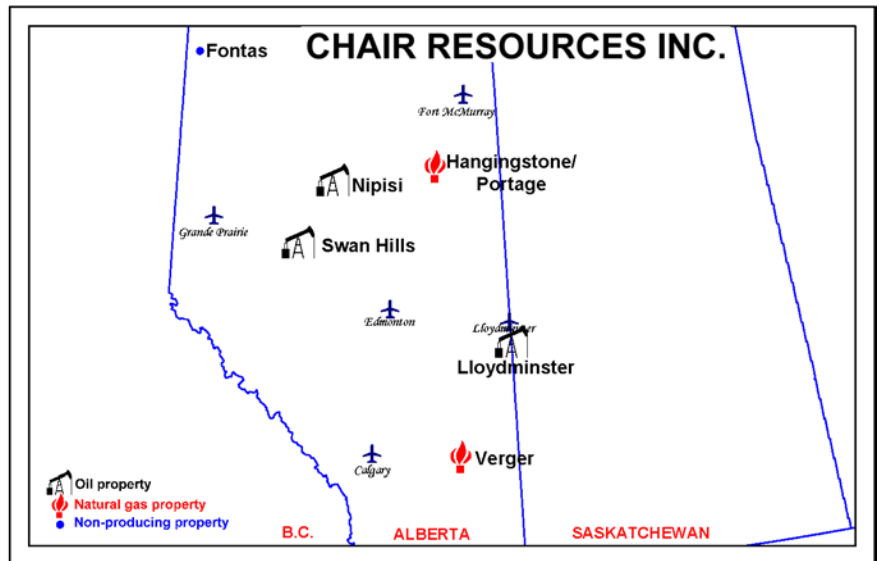 CHAIR RESOURCES INC.
Fontas
Fort McMurray
Hangingstone/
Portage
Nipisi
Grande Prairie
Swan Hills
Edmonton
Lloydminster
Lloydminster
Verger
Calgary
Oil property
Natural gas property
Non-producing property
B.C.
ALBERTA
SASKATCHEWAN